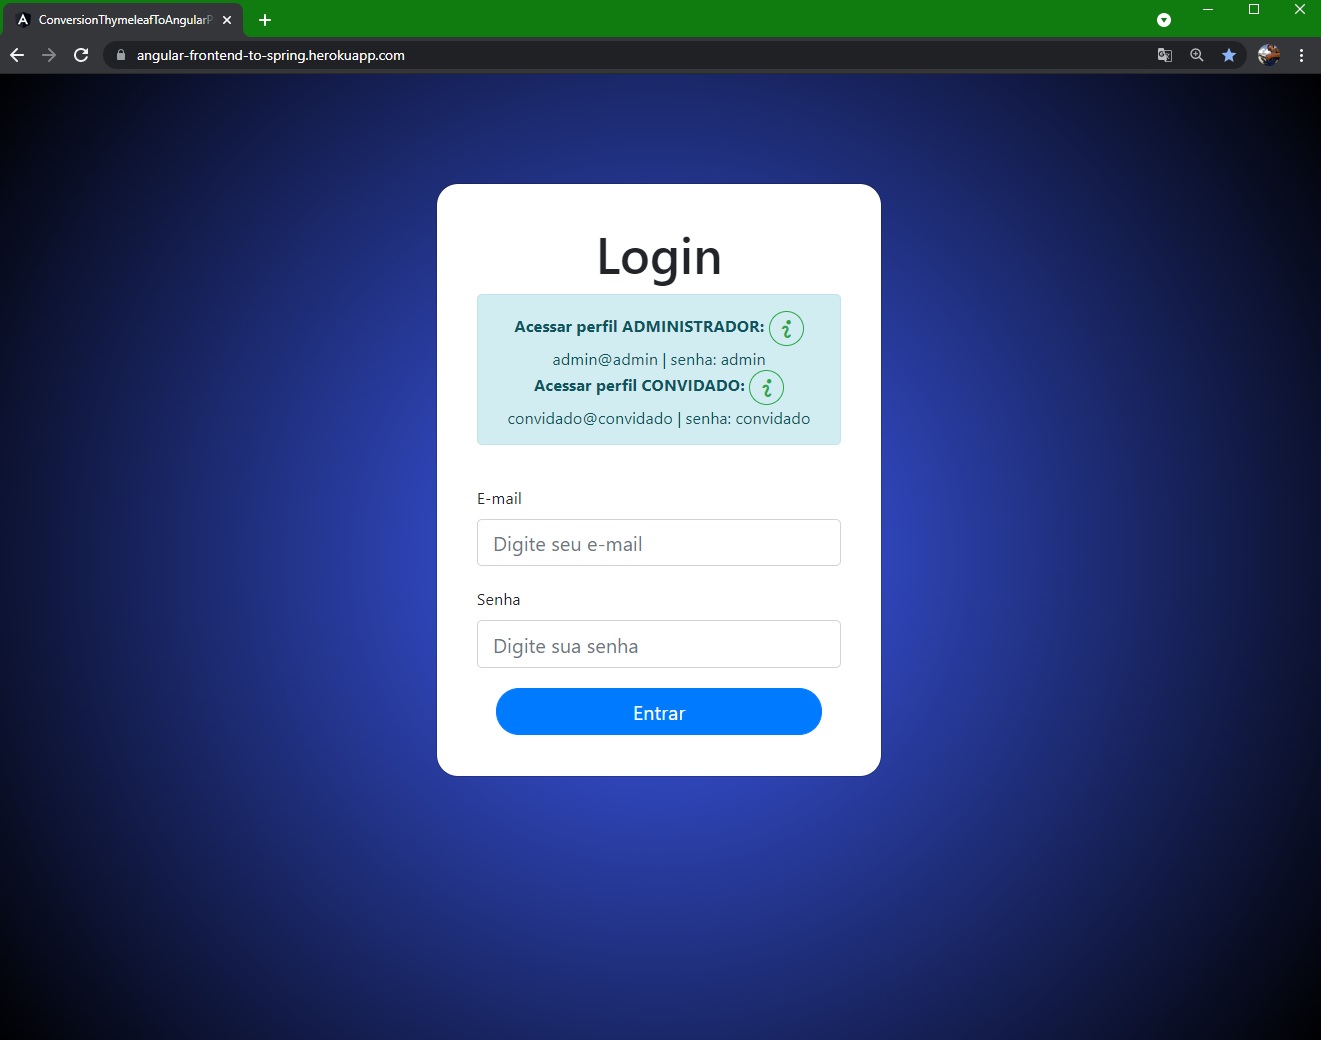 ConversionThymeleafToAngularP
angular-frontend-to-spring.herokuapp.com
Login
Acessar perfil ADMINISTRADOR:
admin@admin | senha: admin
Acessar perfil CONVIDADO:
convidado@convidado | senha: convidado
E-mail
Digite seu e-mail
Senha
Digite sua senha
Entrar